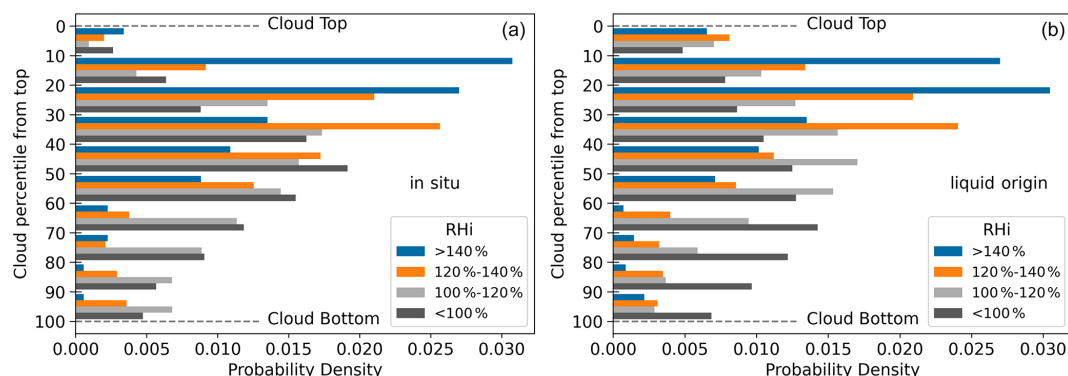 (a)
Cloud Top
0
10
20
30
40
50
60
70
80
90
100
Cloud percentile from top
in situ
RHi
>140 %
120 %-140 %
100 %-120 %
<100 %
Cloud Bottom
0.000 0.005 0.010 0.015 0.020 0.025 0.030
Probability Density
(b)
Cloud Top
0
10
20
30
40
50
60
70
80
90
100
Cloud percentile from top
liquid origin
RHi
>140 %
120 %-140 %
100 %-120 %
<100 %
Cloud Bottom
0.000 0.005 0.010 0.015 0.020 0.025 0.030
Probability Density